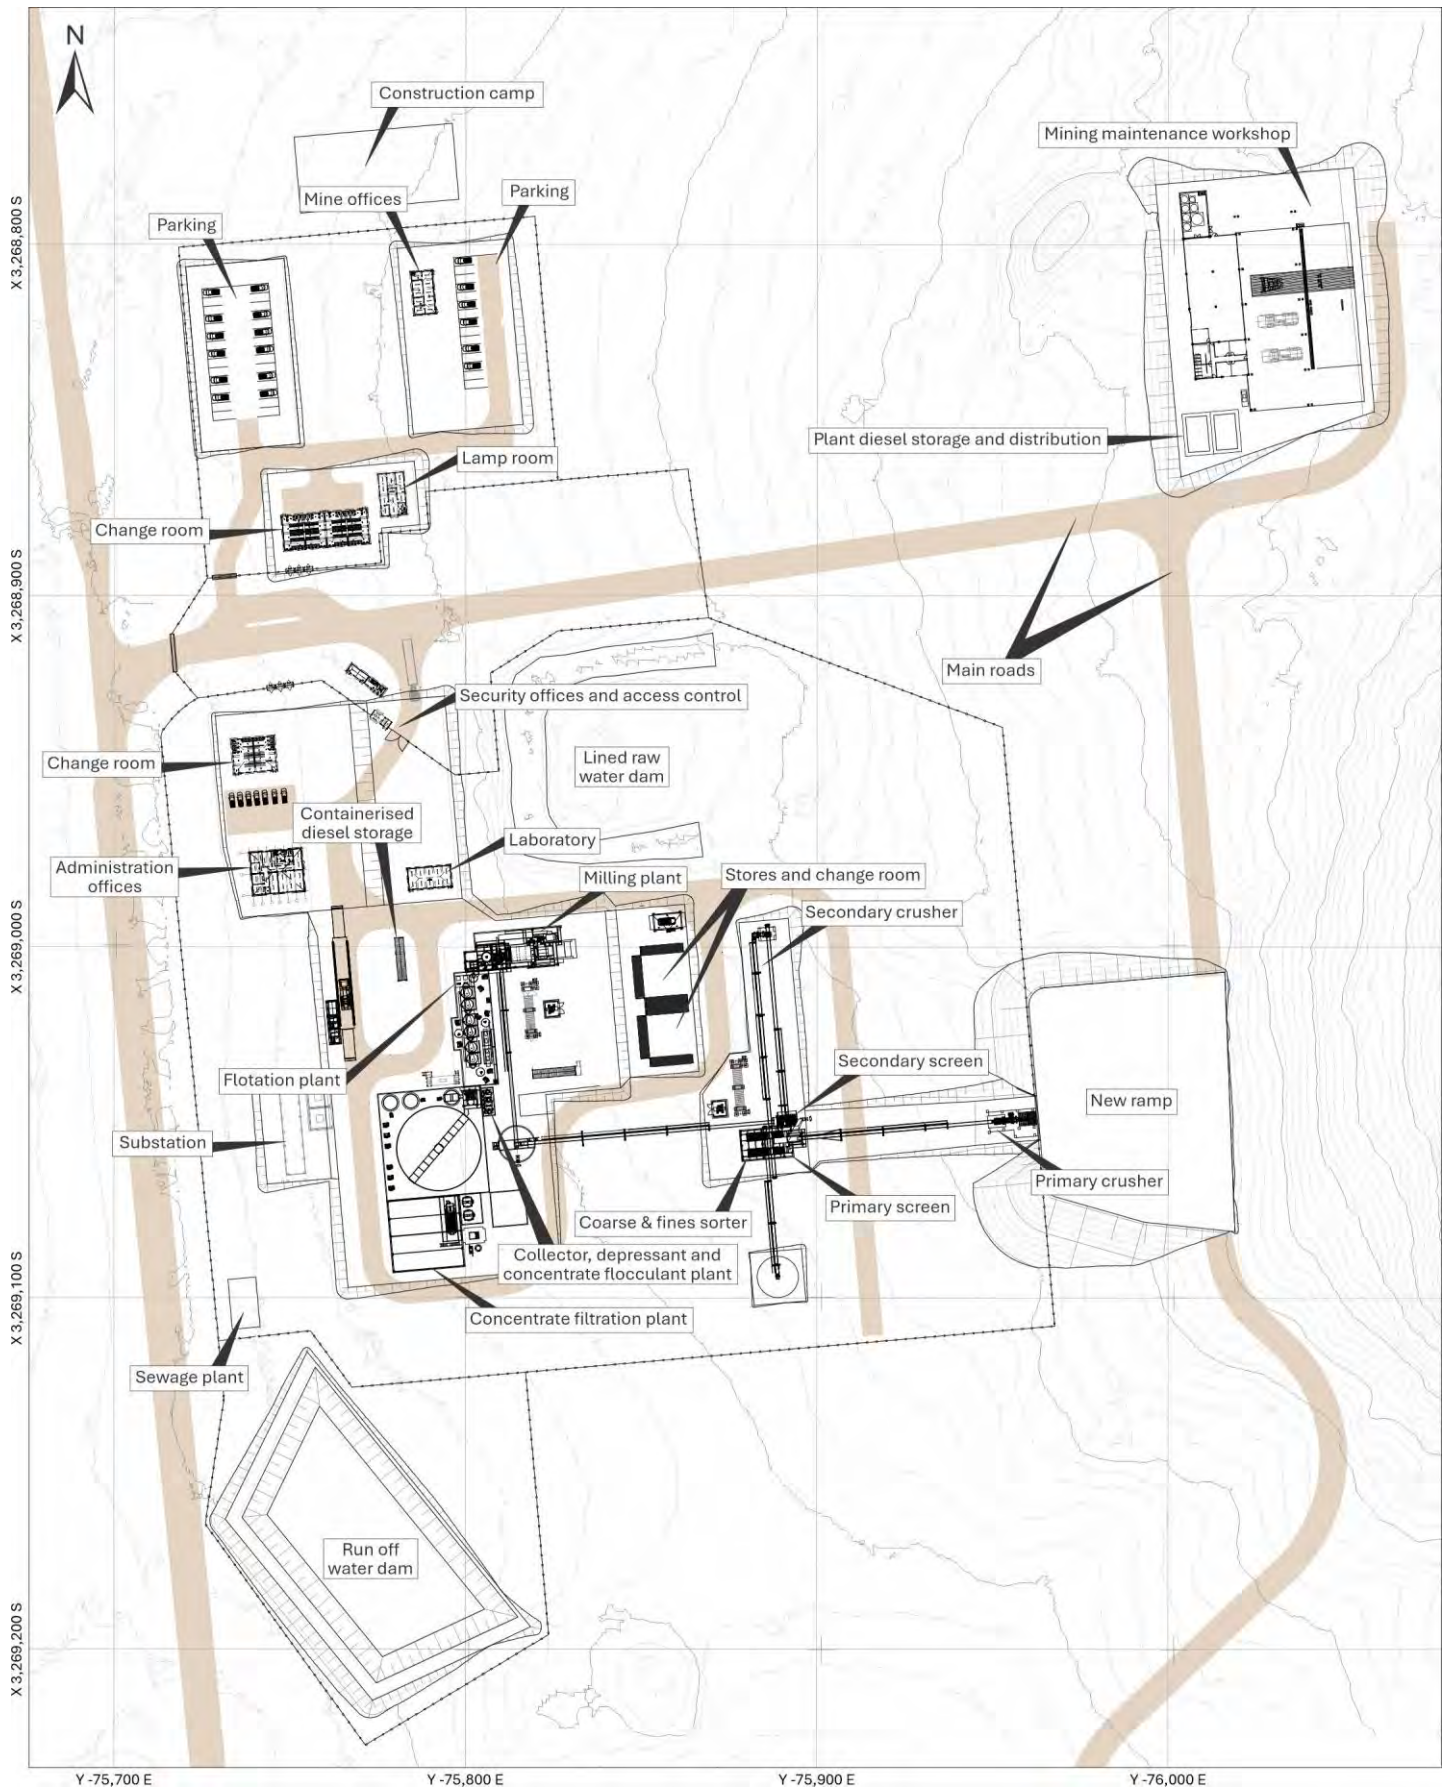 N
Construction camp
Mining maintenance workshop
Mine offices
Parking
Parking
X 3,268,800 S
Plant diesel storage and distribution
Lamp room
Change room
X 3,268,900 S
Main roads
Security offices and access control
Change room
Lined raw
water dam
Containerised
diesel storage
Laboratory
Administration
offices
Milling plant
Stores and change room
Secondary crusher
X 3,269,000 S
Secondary screen
Flotation plant
New ramp
Substation
Primary crusher
Primary screen
Coarse & fines sorter
Collector, depressant and
concentrate flocculant plant
X 3,269,100 S
Concentrate filtration plant
Sewage plant
Run off
water dam
X 3,269,200 S
Y -75,700 E
Y -75,800 E
Y -75,900 E
Y -76,000 E